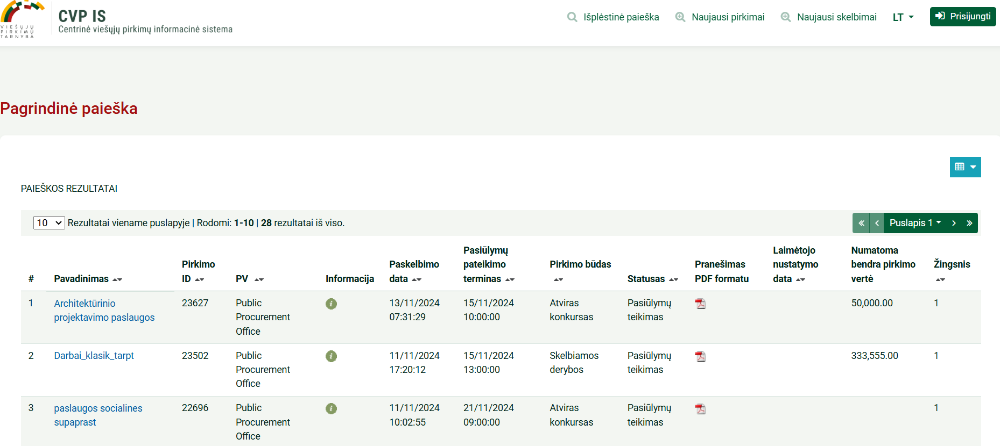 VIEŠŲJŲ
PIRKIMŲ
TARNYBA
CVP IS
Centrinė viešųjų pirkimų informacinė sistema
Išplėstinė paieška
Naujausi pirkimai
Naujausi skelbimai
LT
Prisijungti
Pagrindinė paieška
PAIEŠKOS REZULTATAI
10 Rezultatai viename puslapyje | Rodomi: 1-10 | 28 rezultatai iš viso.
« ‹ Puslapis 1 › »
# Pavadinimas Pirkimo ID PV Informacija Paskelbimo data Pasiūlymų pateikimo terminas Pirkimo būdas Statusas Pranešimas PDF formatu Laimėtojo nustatymo data Numatoma bendra pirkimo vertė Žingsnis
1 Architektūrinio 23627 Public 13/11/2024 15/11/2024 Atviras Pasiūlymų 50,000.00 1
projektavimo paslaugos Procurement 07:31:29 10:00:00 konkursas teikimas
Office
2 Darbai_klasik_tarpt 23502 Public 11/11/2024 15/11/2024 Skelbiamos Pasiūlymų 333,555.00 1
Procurement 17:20:12 13:00:00 derybos teikimas
Office
3 paslaugos socialines 22696 Public 11/11/2024 21/11/2024 Atviras Pasiūlymų 1
supaprast Procurement 10:02:55 09:00:00 konkursas teikimas
Office